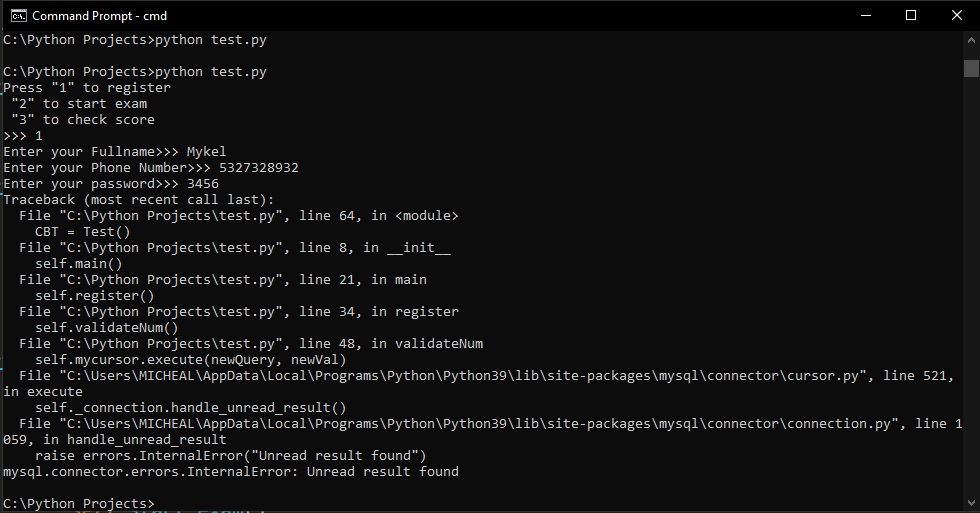 Command Prompt - cmd
C:\Python Projects>python test.py
C:\Python Projects>python test.py
Press "1" to register
 "2" to start exam
 "3" to check score
>>> 1
Enter your Fullname>>> Mykel
Enter your Phone Number>>> 5327328932
Enter your password>>> 3456
Traceback (most recent call last):
  File "C:\Python Projects\test.py", line 64, in <module>
    CBT = Test()
  File "C:\Python Projects\test.py", line 8, in __init__
    self.main()
  File "C:\Python Projects\test.py", line 21, in main
    self.register()
  File "C:\Python Projects\test.py", line 34, in register
    self.validateNum()
  File "C:\Python Projects\test.py", line 48, in validateNum
    self.mycursor.execute(newQuery, newVal)
  File "C:\Users\MICHEAL\AppData\Local\Programs\Python\Python39\lib\site-packages\mysql\connector\cursor.py", line 521,
in execute
    self._connection.handle_unread_result()
  File "C:\Users\MICHEAL\AppData\Local\Programs\Python\Python39\lib\site-packages\mysql\connector\connection.py", line 1
059, in handle_unread_result
    raise errors.InternalError("Unread result found")
mysql.connector.errors.InternalError: Unread result found
C:\Python Projects>